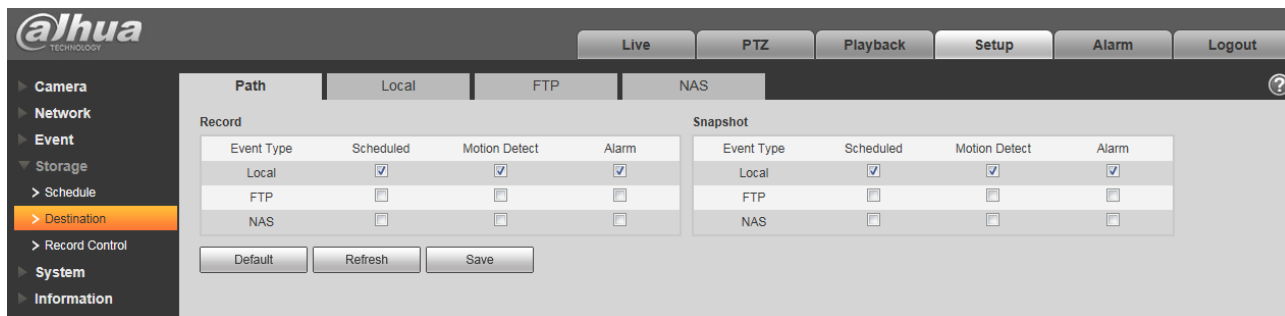 alhua
TECHNOLOGY
Live PTZ Playback Setup Alarm Logout
Camera
Network
Event
Storage
> Schedule
> Destination
> Record Control
System
Information
Path Local FTP NAS
?
Record
Event Type Scheduled Motion Detect Alarm
Local
FTP
NAS
Snapshot
Event Type Scheduled Motion Detect Alarm
Local
FTP
NAS
Default Refresh Save